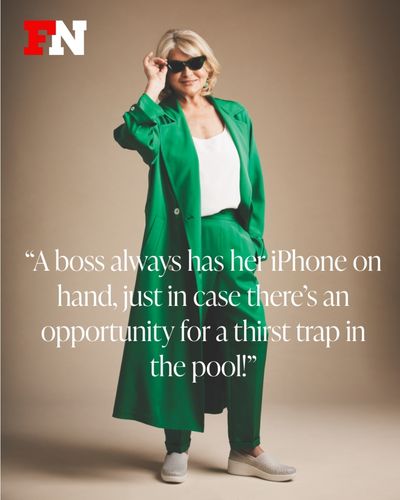 FN
“A boss always has her iPhone on
hand, just in case there’s an
opportunity for a thirst trap in
the pool!”